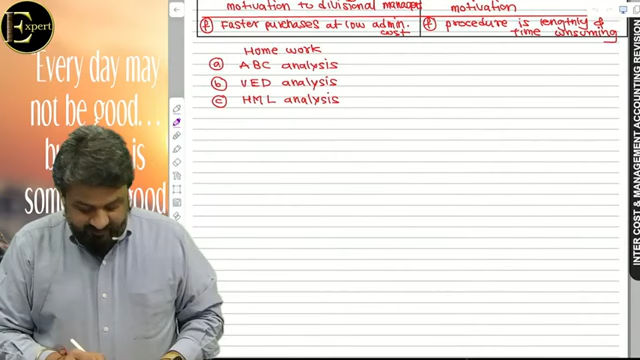 Expert
Every day may
not be good...
motivation to divisional managers
motivation
(f) Faster purchases at low admin. cost
(f) procedure is lengthly & time consuming
Home work
(a) ABC analysis
(b) VED analysis
(c) HML analysis
INTER COST & MANAGEMENT ACCOUNTING REVISION